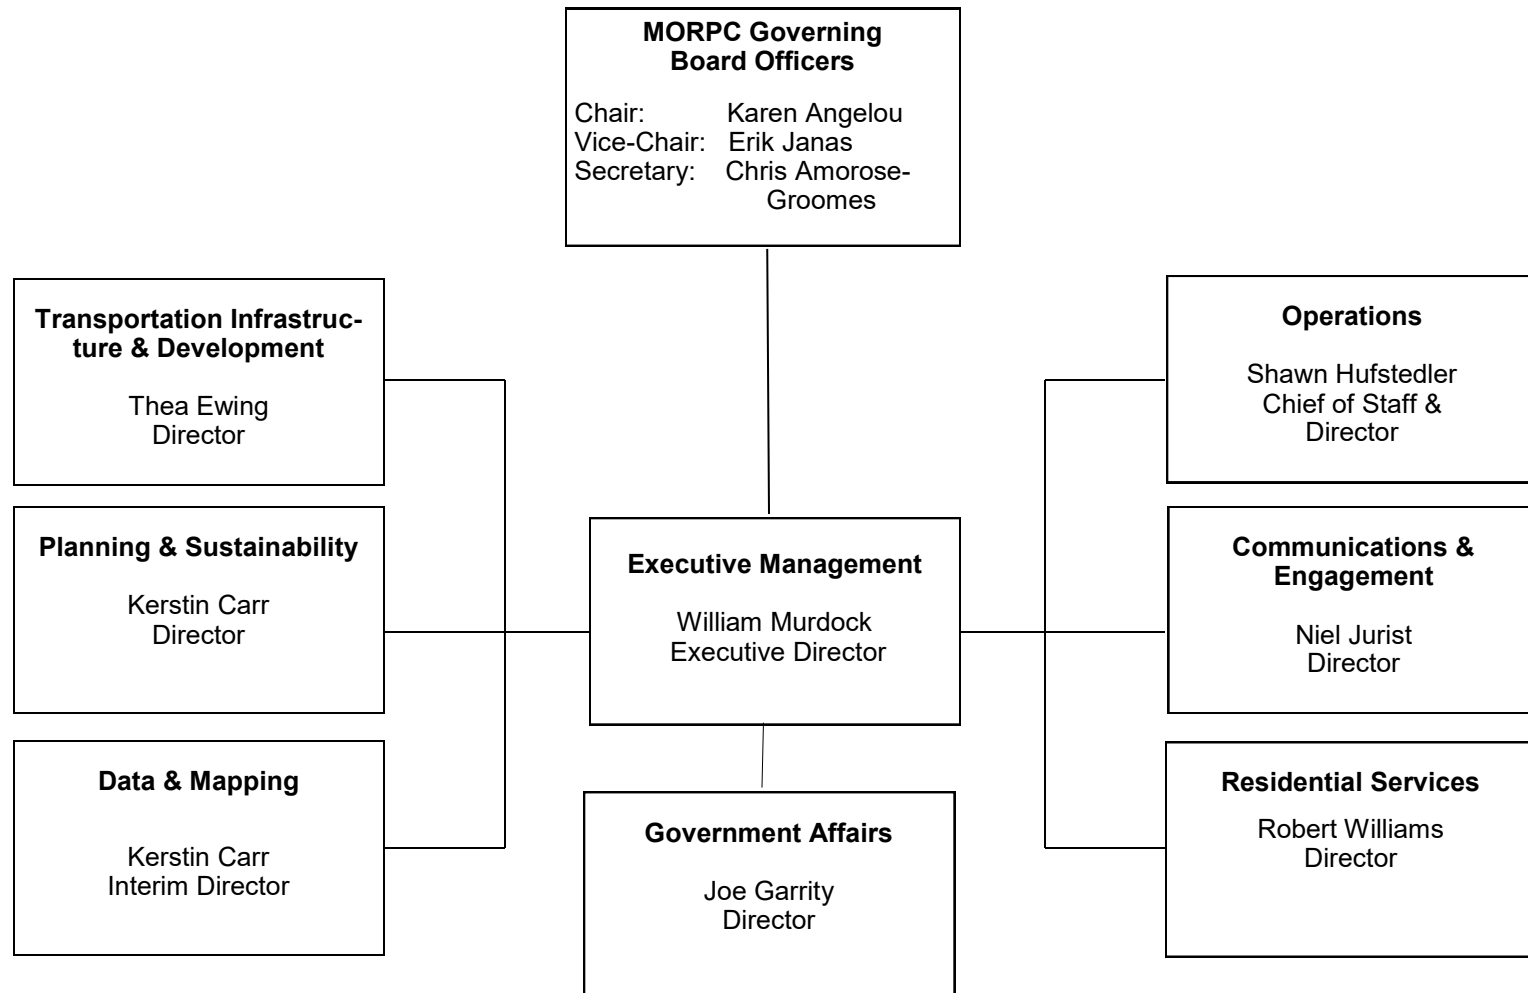 MORPC Governing
Board Officers
Chair: Karen Angelou
Vice-Chair: Erik Janas
Secretary: Chris Amorose-
Groomes
Transportation Infrastruc-
ture & Development
Thea Ewing
Director
Operations
Shawn Hufstedler
Chief of Staff &
Director
Planning & Sustainability
Kerstin Carr
Director
Executive Management
William Murdock
Executive Director
Communications &
Engagement
Niel Jurist
Director
Data & Mapping
Kerstin Carr
Interim Director
Government Affairs
Joe Garrity
Director
Residential Services
Robert Williams
Director